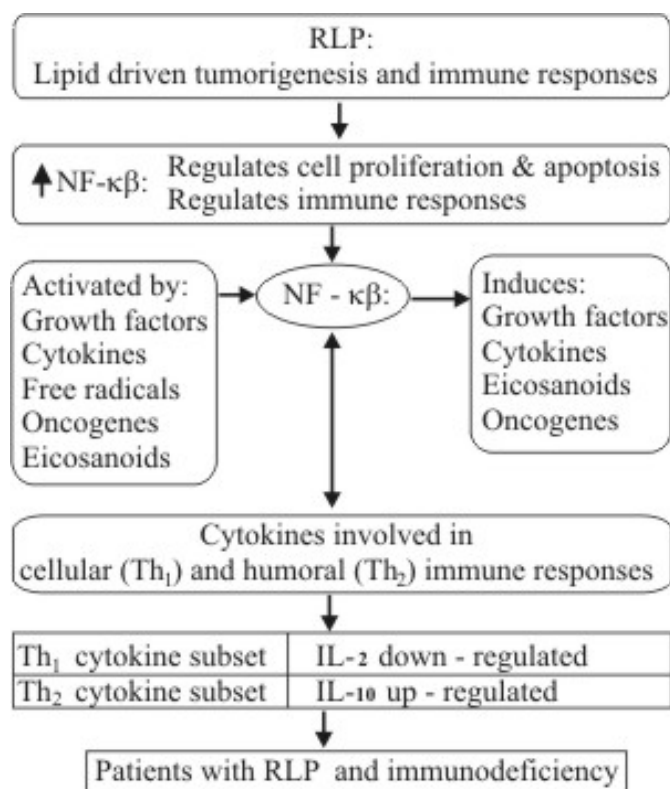 RLP:
Lipid driven tumorigenesis and immune responses
NF-κβ: Regulates cell proliferation & apoptosis
Regulates immune responses
Activated by:
Growth factors
Cytokines
Free radicals
Oncogenes
Eicosanoids
NF - κβ:
Induces:
Growth factors
Cytokines
Eicosanoids
Oncogenes
Cytokines involved in
cellular (Th₁) and humoral (Th₂) immune responses
Th₁ cytokine subset IL-2 down - regulated
Th₂ cytokine subset IL-10 up - regulated
Patients with RLP and immunodeficiency